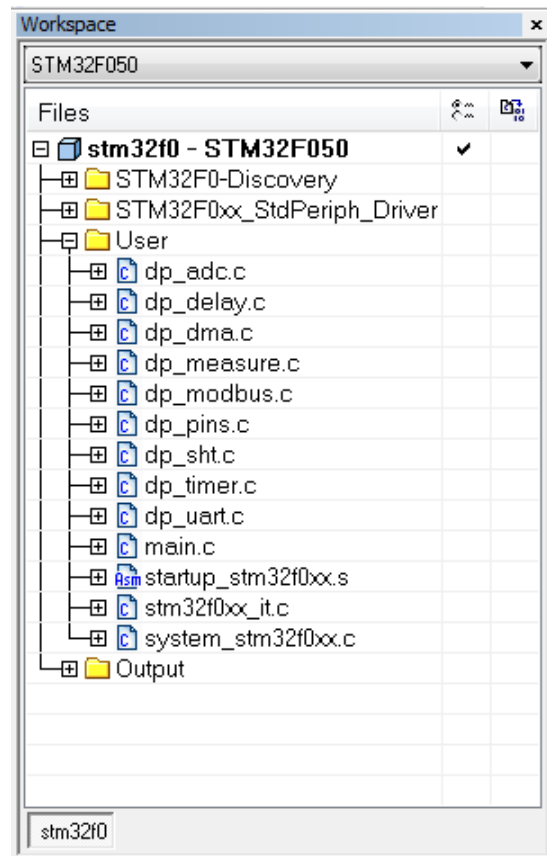 Workspace
STM32F050
Files
stm32f0 - STM32F050
STM32F0-Discovery
STM32F0xx_StdPeriph_Driver
User
dp_adc.c
dp_delay.c
dp_dma.c
dp_measure.c
dp_modbus.c
dp_pins.c
dp_sht.c
dp_timer.c
dp_uart.c
main.c
startup_stm32f0xx.s
stm32f0xx_it.c
system_stm32f0xx.c
Output
stm32f0